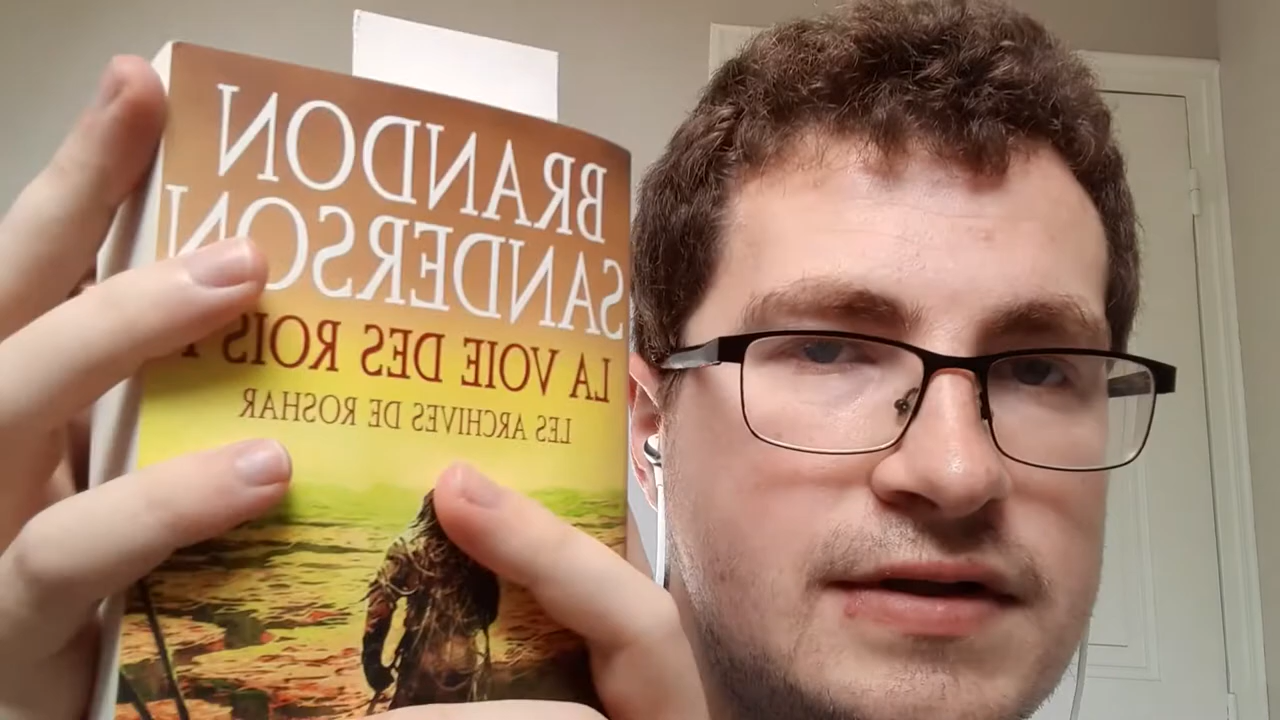 BRANDON
SANDERSON
LA VOIE DES ROIS
LES ARCHIVES DE ROSHAR